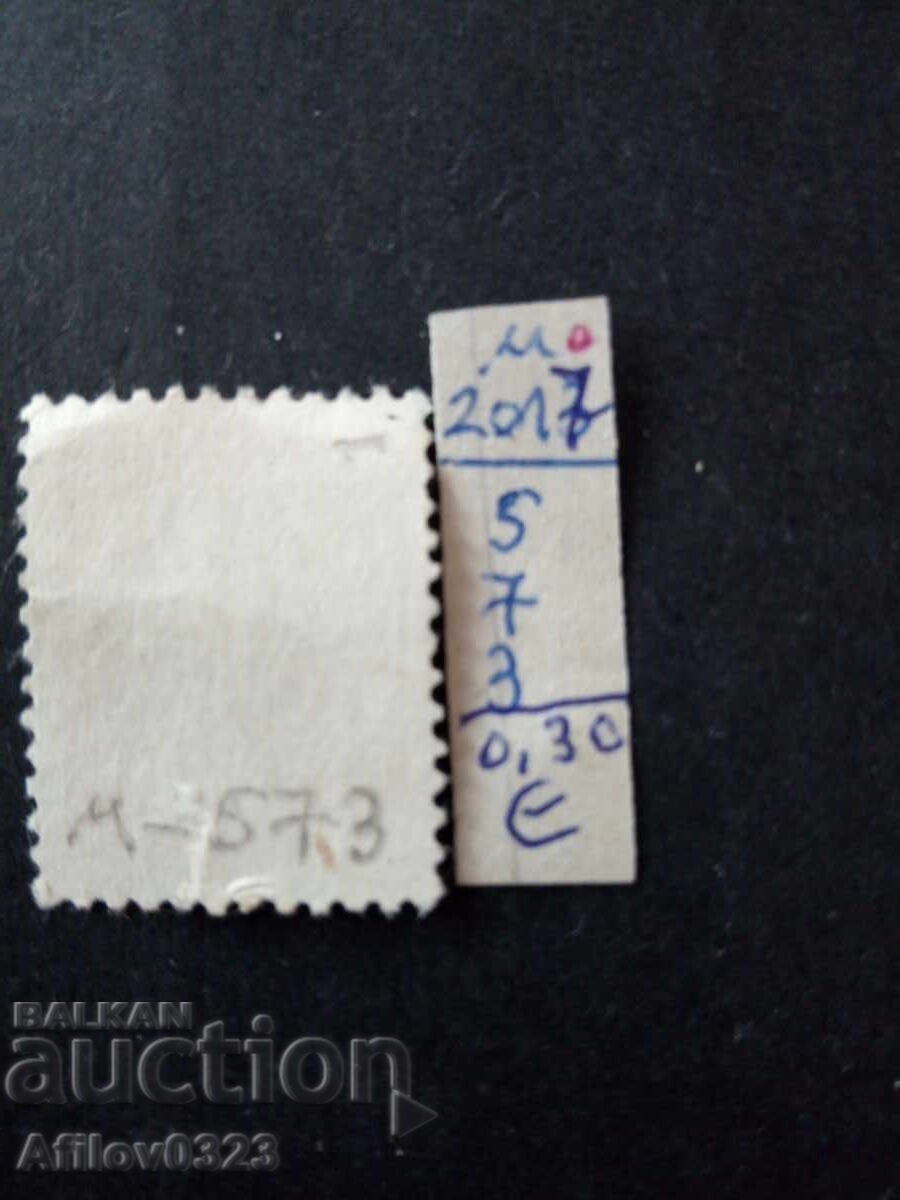 м-573
м.
2017
5
7
3
0,30
€
BALKAN
auction
Afilov0323